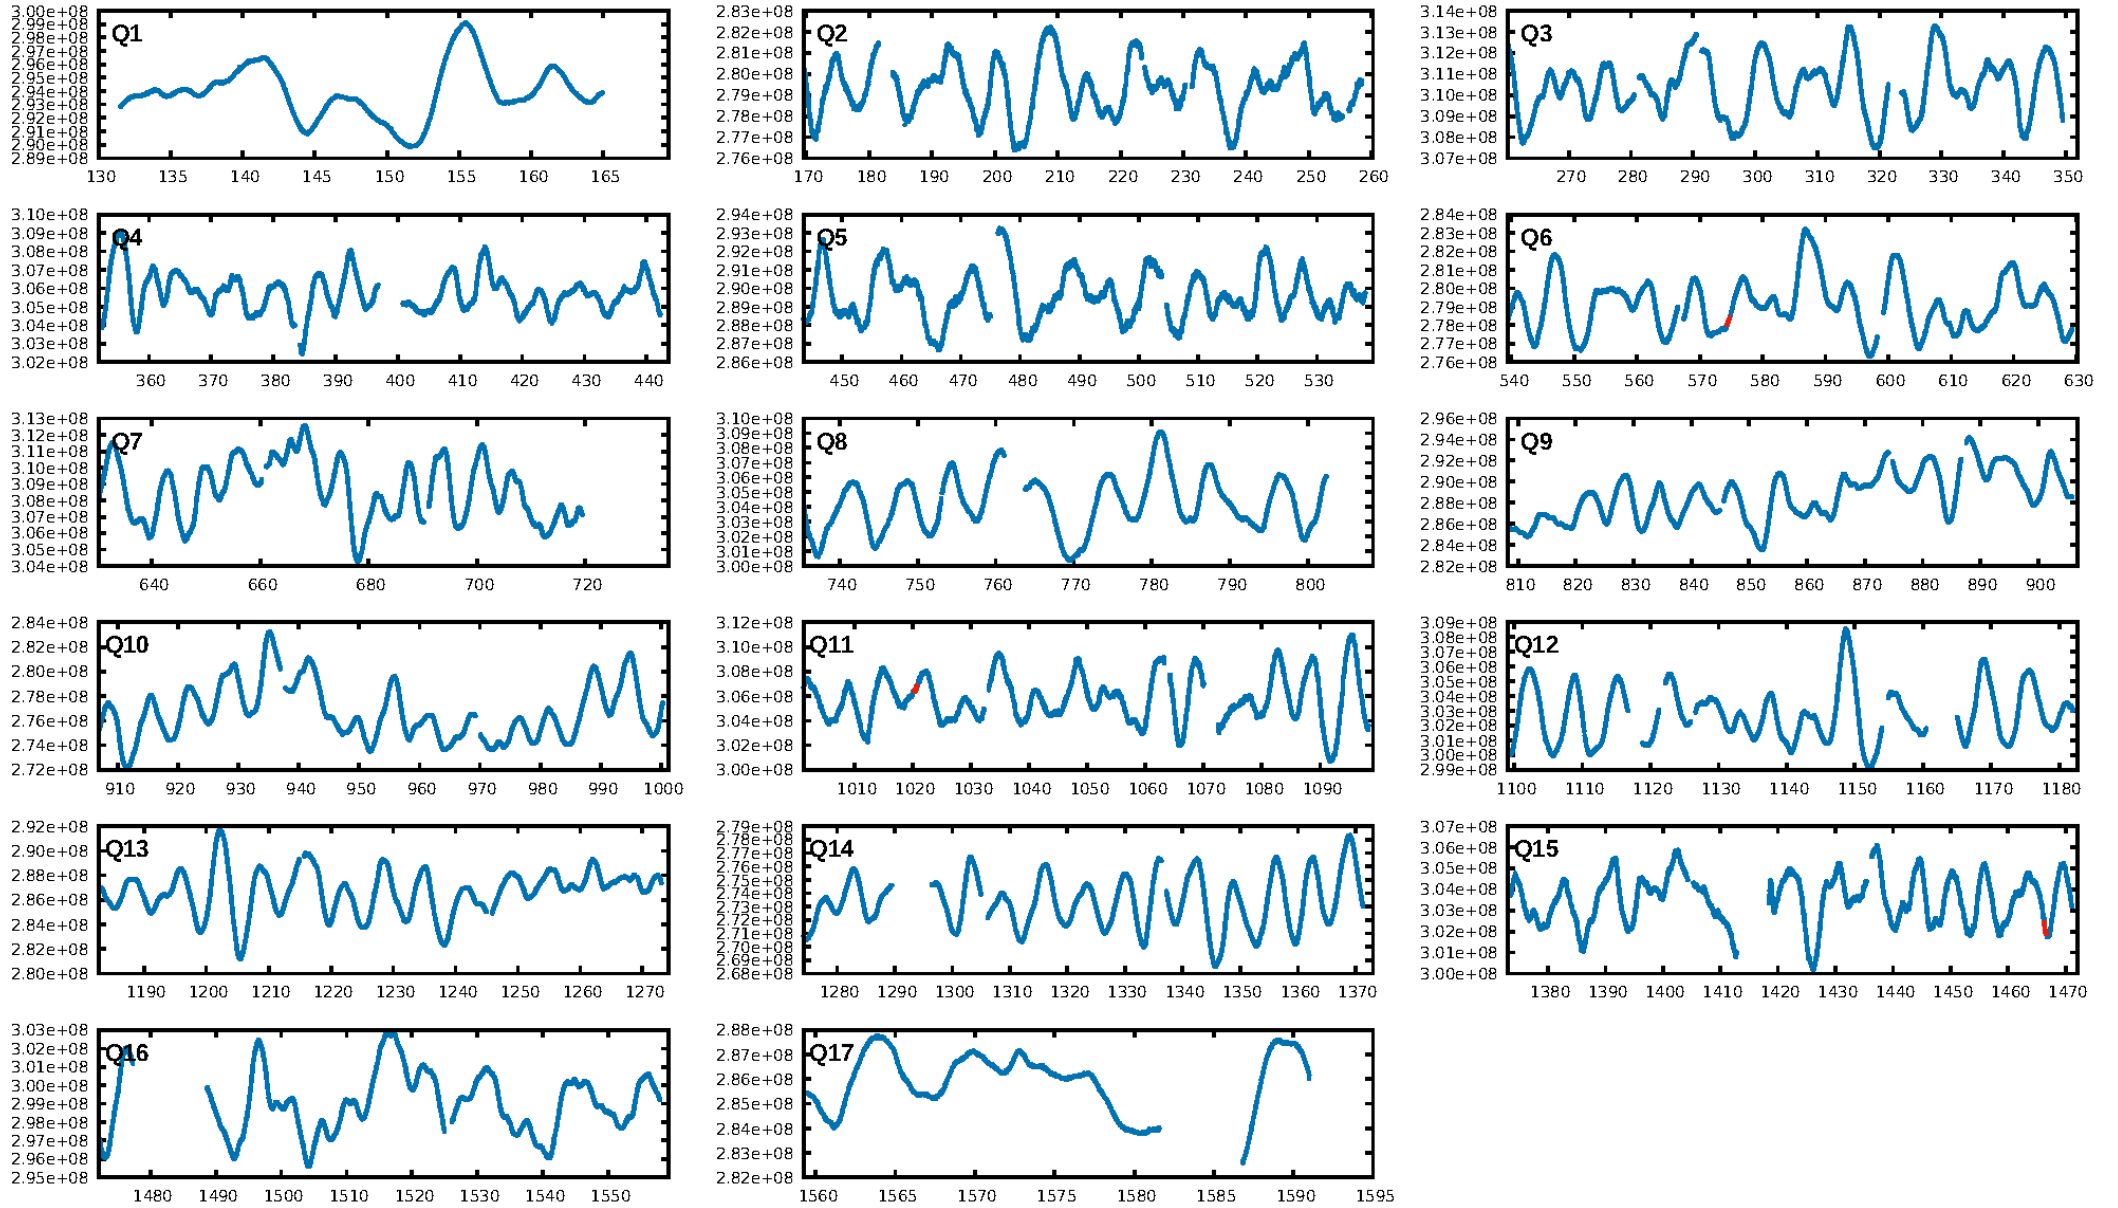 3.00e+08
2.99e+08
2.98e+08
2.97e+08
2.96e+08
2.95e+08
2.94e+08
2.93e+08
2.92e+08
2.91e+08
2.90e+08
2.89e+08
Q1
130 135 140 145 150 155 160 165
2.83e+08
2.82e+08
2.81e+08
2.80e+08
2.79e+08
2.78e+08
2.77e+08
2.76e+08
Q2
170 180 190 200 210 220 230 240 250 260
3.14e+08
3.13e+08
3.12e+08
3.11e+08
3.10e+08
3.09e+08
3.08e+08
3.07e+08
Q3
270 280 290 300 310 320 330 340 350
3.10e+08
3.09e+08
3.08e+08
3.07e+08
3.06e+08
3.05e+08
3.04e+08
3.03e+08
3.02e+08
Q4
360 370 380 390 400 410 420 430 440
2.94e+08
2.93e+08
2.92e+08
2.91e+08
2.90e+08
2.89e+08
2.88e+08
2.87e+08
2.86e+08
Q5
450 460 470 480 490 500 510 520 530
2.84e+08
2.83e+08
2.82e+08
2.81e+08
2.80e+08
2.79e+08
2.78e+08
2.77e+08
2.76e+08
Q6
540 550 560 570 580 590 600 610 620 630
3.13e+08
3.12e+08
3.11e+08
3.10e+08
3.09e+08
3.08e+08
3.07e+08
3.06e+08
3.05e+08
3.04e+08
Q7
640 660 680 700 720
3.10e+08
3.09e+08
3.08e+08
3.07e+08
3.06e+08
3.05e+08
3.04e+08
3.03e+08
3.02e+08
3.01e+08
3.00e+08
Q8
740 750 760 770 780 790 800
2.96e+08
2.94e+08
2.92e+08
2.90e+08
2.88e+08
2.86e+08
2.84e+08
2.82e+08
Q9
810 820 830 840 850 860 870 880 890 900
2.84e+08
2.82e+08
2.80e+08
2.78e+08
2.76e+08
2.74e+08
2.72e+08
Q10
910 920 930 940 950 960 970 980 990 1000
3.12e+08
3.10e+08
3.08e+08
3.06e+08
3.04e+08
3.02e+08
3.00e+08
Q11
1010 1020 1030 1040 1050 1060 1070 1080 1090
3.09e+08
3.08e+08
3.07e+08
3.06e+08
3.05e+08
3.04e+08
3.03e+08
3.02e+08
3.01e+08
3.00e+08
2.99e+08
Q12
1100 1110 1120 1130 1140 1150 1160 1170 1180
2.92e+08
2.90e+08
2.88e+08
2.86e+08
2.84e+08
2.82e+08
2.80e+08
Q13
1190 1200 1210 1220 1230 1240 1250 1260 1270
2.79e+08
2.78e+08
2.77e+08
2.76e+08
2.75e+08
2.74e+08
2.73e+08
2.72e+08
2.71e+08
2.70e+08
2.69e+08
2.68e+08
Q14
1280 1290 1300 1310 1320 1330 1340 1350 1360 1370
3.07e+08
3.06e+08
3.05e+08
3.04e+08
3.03e+08
3.02e+08
3.01e+08
3.00e+08
Q15
1380 1390 1400 1410 1420 1430 1440 1450 1460 1470
3.03e+08
3.02e+08
3.01e+08
3.00e+08
2.99e+08
2.98e+08
2.97e+08
2.96e+08
2.95e+08
Q16
1480 1490 1500 1510 1520 1530 1540 1550
2.88e+08
2.87e+08
2.86e+08
2.85e+08
2.84e+08
2.83e+08
2.82e+08
Q17
1560 1565 1570 1575 1580 1585 1590 1595